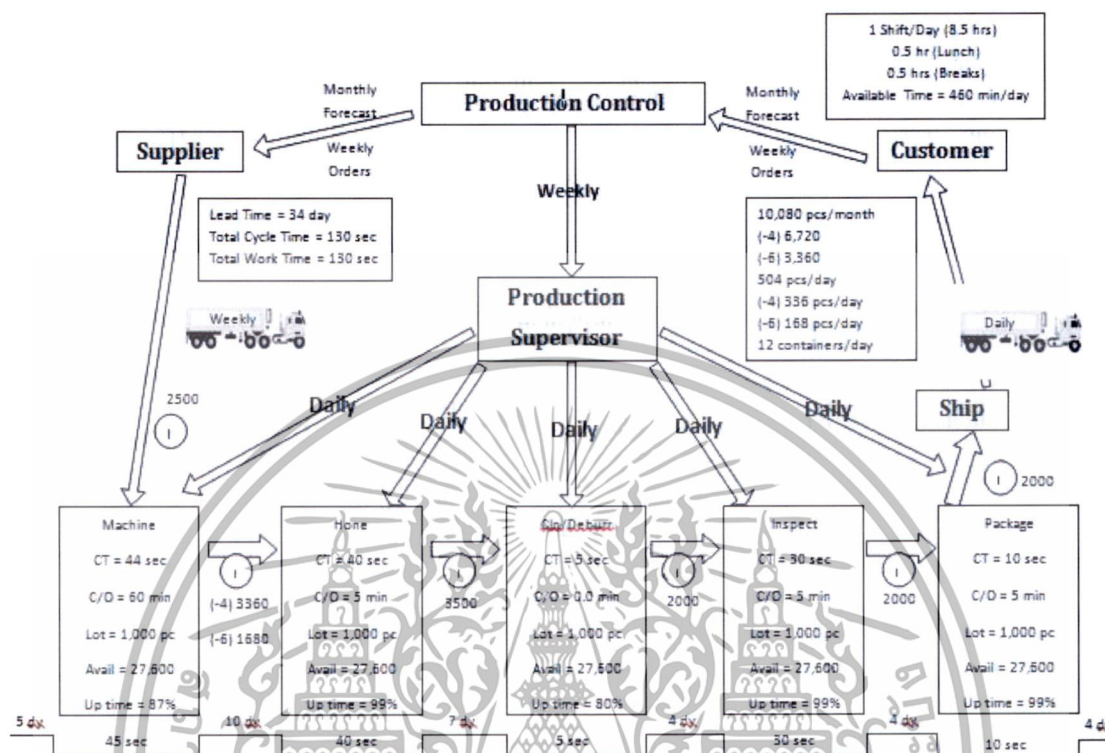 1 Shift/Day (8.5 hrs)
0.5 hr (Lunch)
0.5 hrs (Breaks)
Available Time = 460 min/day
Monthly
Forecast
Production Control
Monthly
Forecast
Supplier
Weekly
Orders
Weekly
Orders
Customer
Weekly
Lead Time = 34 day
Total Cycle Time = 130 sec
Total Work Time = 130 sec
10,080 pcs/month
(-4) 6,720
(-6) 3,360
504 pcs/day
(-4) 336 pcs/day
(-6) 168 pcs/day
12 containers/day
Production
Supervisor
Weekly
Daily
2500
I
Daily
Daily
Daily
Daily
Daily
Ship
I
2000
Machine
CT = 44 sec
C/O = 60 min
Lot = 1,000 pc
Avail = 27,600
Up time = 87%
I
(-4) 3360
(-6) 1680
Hone
CT = 40 sec
C/O = 5 min
Lot = 1,000 pc
Avail = 27,600
Up time = 99%
I
3500
Cln/Deburr
CT = 5 sec
C/O = 0.0 min
Lot = 1,000 pc
Avail = 27,600
Up time = 80%
I
2000
Inspect
CT = 30 sec
C/O = 5 min
Lot = 1,000 pc
Avail = 27,600
Up time = 99%
I
2000
Package
CT = 10 sec
C/O = 5 min
Lot = 1,000 pc
Avail = 27,600
Up time = 99%
5 dy
10 dy
7 dy
4 dy
4 dy
4 d
45 sec
40 sec
5 sec
30 sec
10 sec